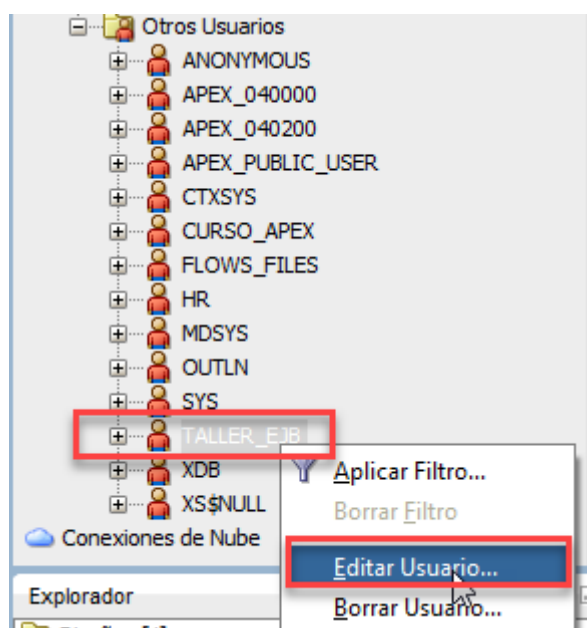 Otros Usuarios
ANONYMOUS
APEX_040000
APEX_040200
APEX_PUBLIC_USER
CTXSYS
CURSO_APEX
FLOWS_FILES
HR
MDSYS
OUTLN
SYS
TALLER_EJB
XDB
XS$NULL
Conexiones de Nube
Explorador
Aplicar Filtro...
Borrar Filtro
Editar Usuario...
Borrar Usuario...